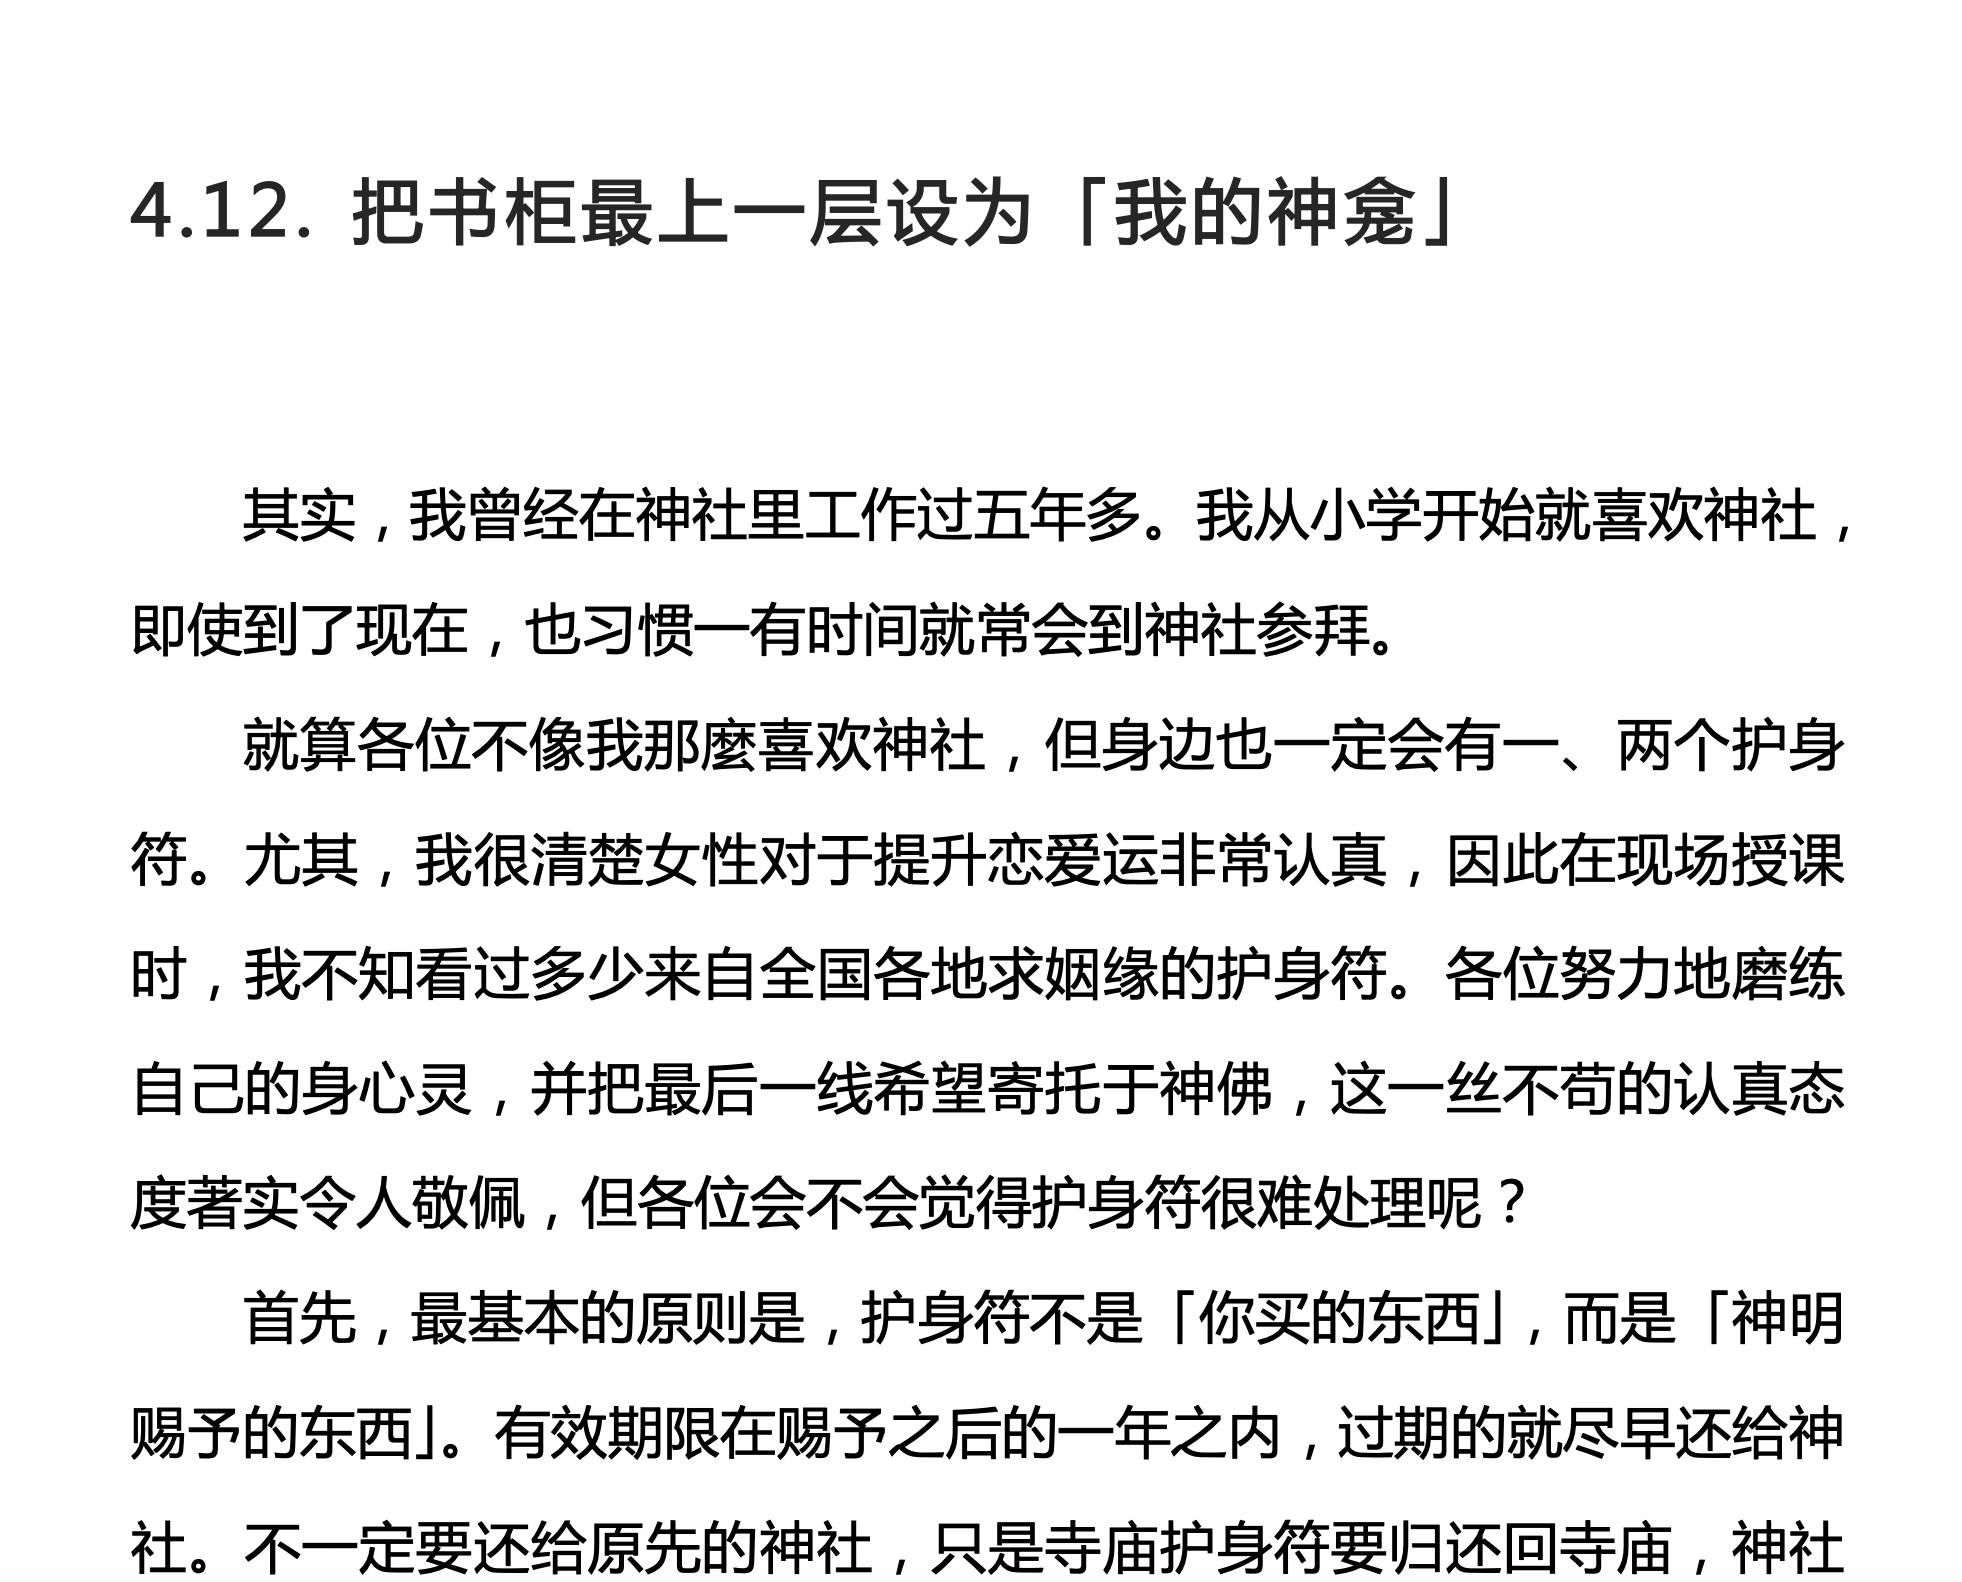 4.12. 把书柜最上一层设为「我的神龛」
其实，我曾经在神社里工作过五年多。我从小学开始就喜欢神社，
即使到了现在，也习惯一有时间就常会到神社参拜。
就算各位不像我那麼喜欢神社，但身边也一定会有一、两个护身
符。尤其，我很清楚女性对于提升恋爱运非常认真，因此在现场授课
时，我不知看过多少来自全国各地求姻缘的护身符。各位努力地磨练
自己的身心灵，并把最后一线希望寄托于神佛，这一丝不苟的认真态
度著实令人敬佩，但各位会不会觉得护身符很难处理呢？
首先，最基本的原则是，护身符不是「你买的东西」，而是「神明
赐予的东西」。有效期限在赐予之后的一年之内，过期的就尽早还给神
社。不一定要还给原先的神社，只是寺庙护身符要归还回寺庙，神社